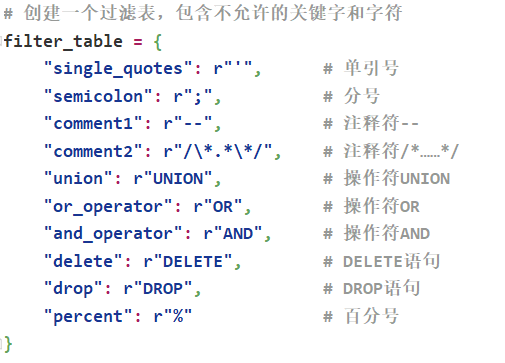 # 创建一个过滤表，包含不允许的关键字和字符
filter_table = {
    "single_quotes": r"'",      # 单引号
    "semicolon": r";",          # 分号
    "comment1": r"--",          # 注释符--
    "comment2": r"/\*.*\*/",    # 注释符/*……*/
    "union": r"UNION",          # 操作符UNION
    "or_operator": r"OR",       # 操作符OR
    "and_operator": r"AND",     # 操作符AND
    "delete": r"DELETE",        # DELETE语句
    "drop": r"DROP",            # DROP语句
    "percent": r"%"             # 百分号
}